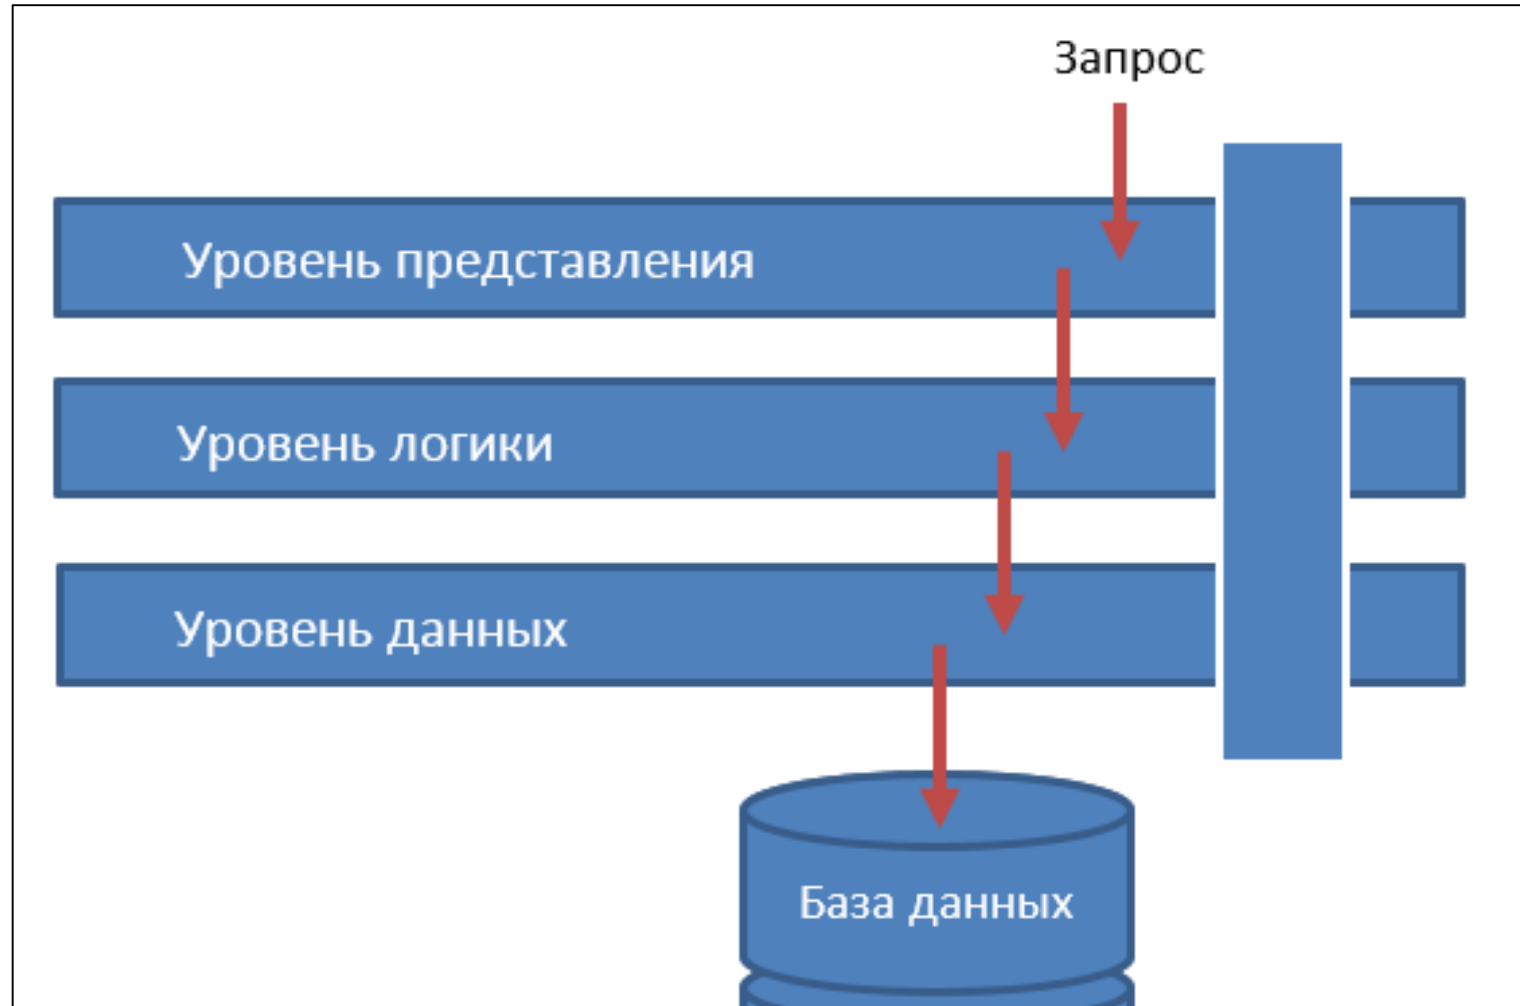 Запрос
Уровень представления
Уровень логики
Уровень данных
База данных